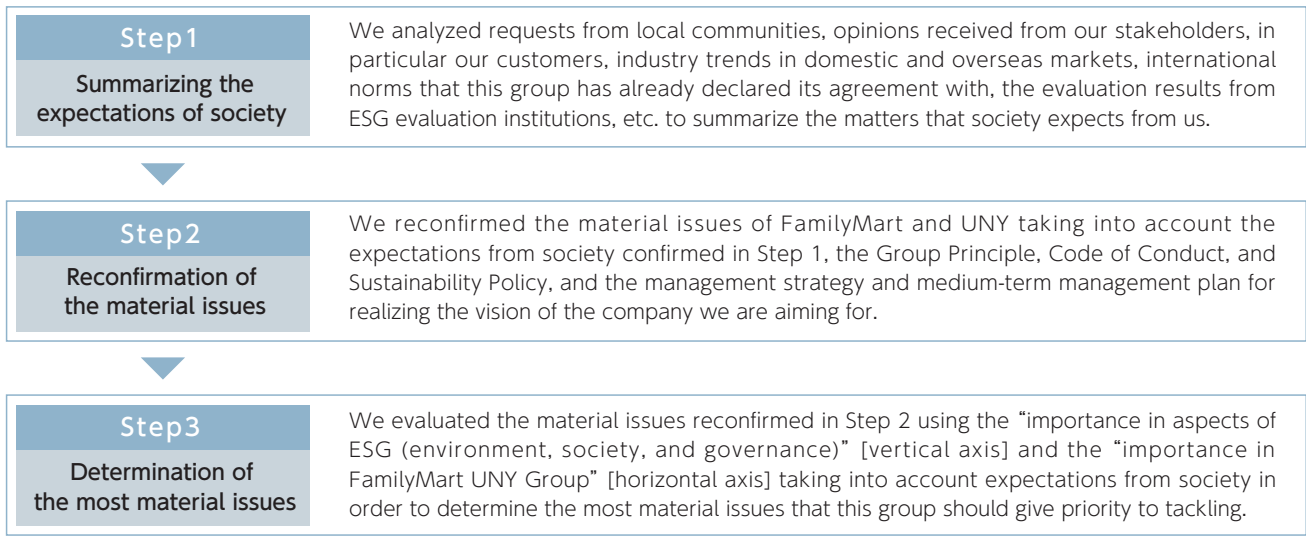 Step1
Summarizing the
expectations of society
We analyzed requests from local communities, opinions received from our stakeholders, in
particular our customers, industry trends in domestic and overseas markets, international
norms that this group has already declared its agreement with, the evaluation results from
ESG evaluation institutions, etc. to summarize the matters that society expects from us.
Step2
Reconfirmation of
the material issues
We reconfirmed the material issues of FamilyMart and UNY taking into account the
expectations from society confirmed in Step 1, the Group Principle, Code of Conduct, and
Sustainability Policy, and the management strategy and medium-term management plan for
realizing the vision of the company we are aiming for.
Step3
Determination of
the most material issues
We evaluated the material issues reconfirmed in Step 2 using the “importance in aspects of
ESG (environment, society, and governance)” [vertical axis] and the “importance in
FamilyMart UNY Group” [horizontal axis] taking into account expectations from society in
order to determine the most material issues that this group should give priority to tackling.